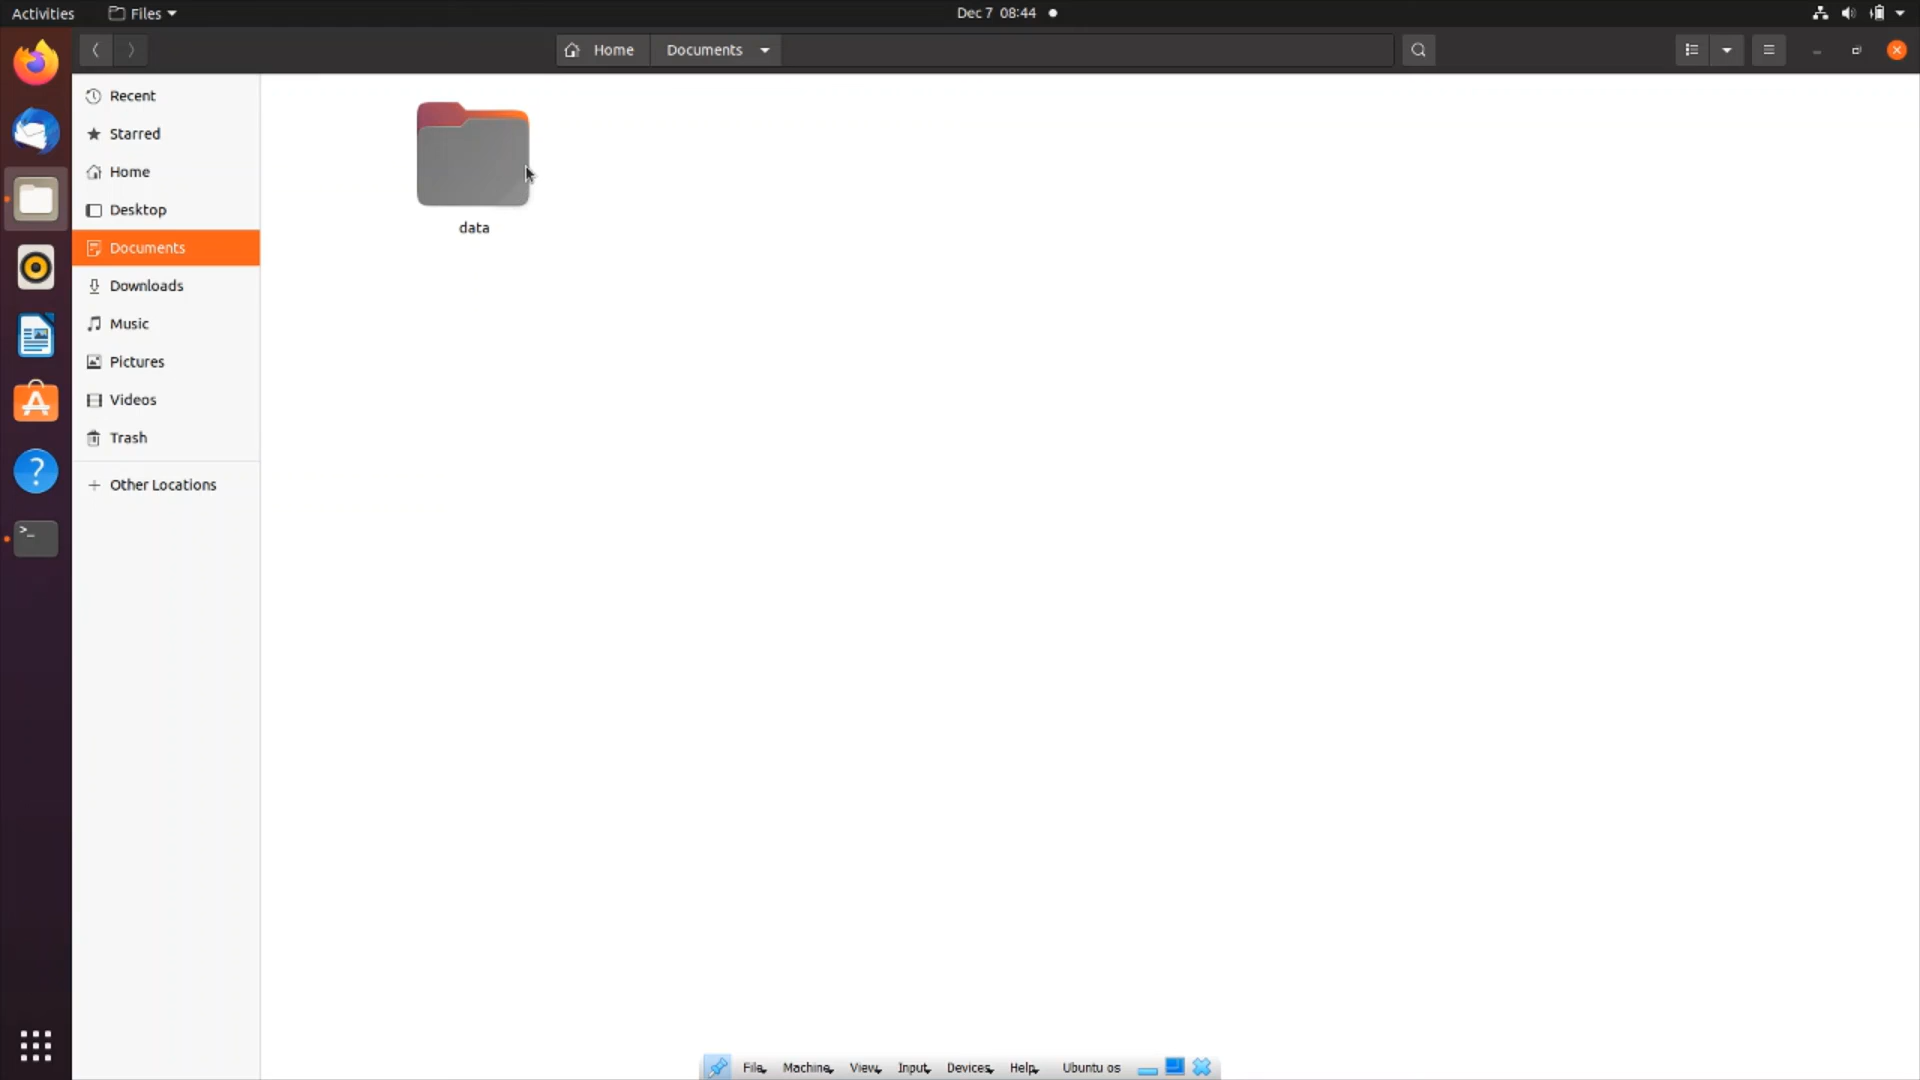 Activities Files Dec 7 08:44
Home Documents
Recent
Starred
Home
Desktop
Documents
Downloads
Music
Pictures
Videos
Trash
Other Locations
data
File Machine View Input Devices Help Ubuntu os